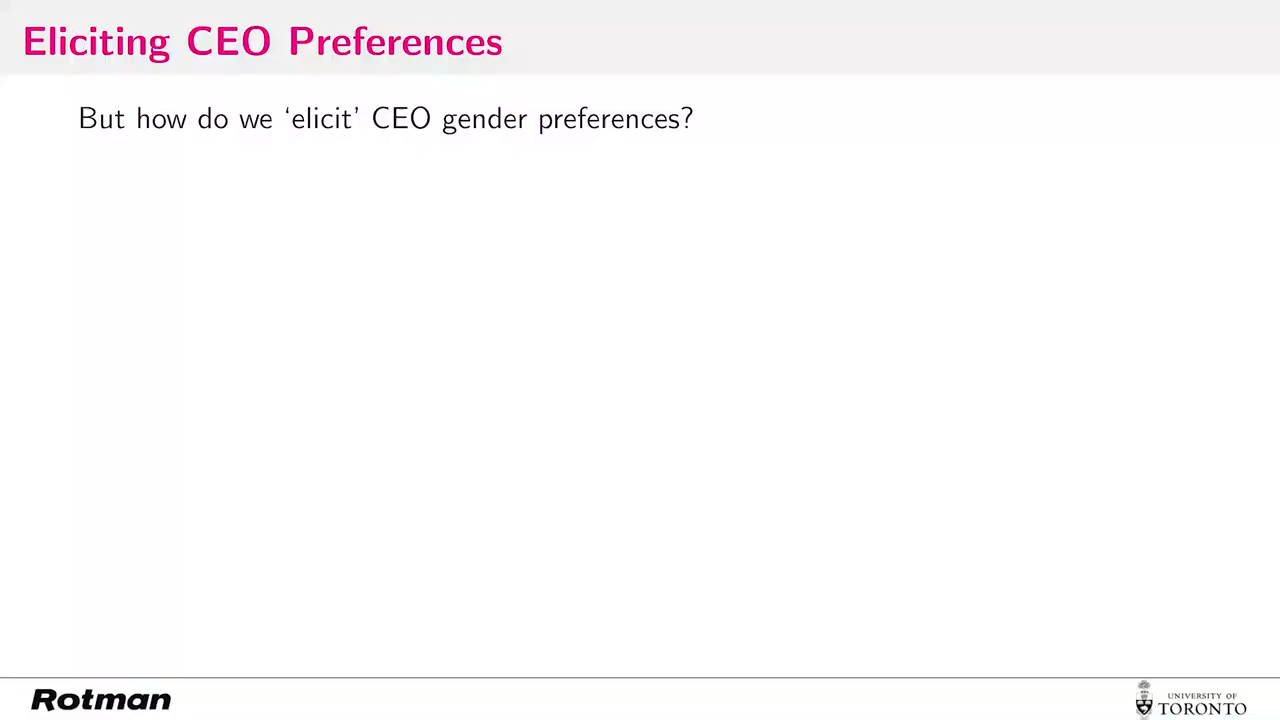 Eliciting CEO Preferences
But how do we ‘elicit’ CEO gender preferences?
Rotman
UNIVERSITY OF
TORONTO